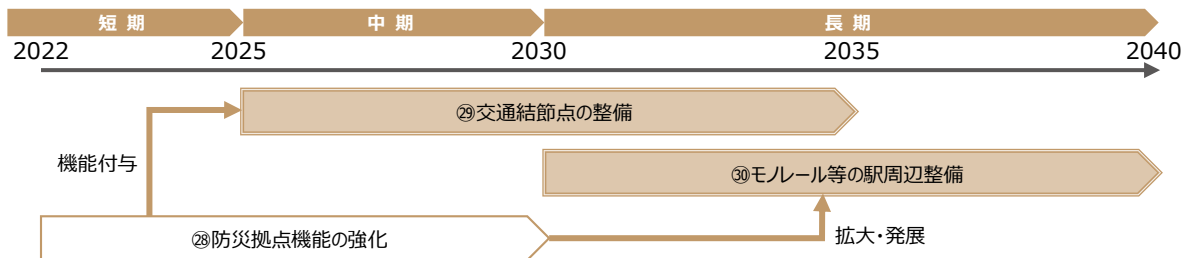 短期 中期 長期
2022 2025 2030 2035 2040
㉙交通結節点の整備
機能付与
㉚モノレール等の駅周辺整備
㉘防災拠点機能の強化
拡大・発展